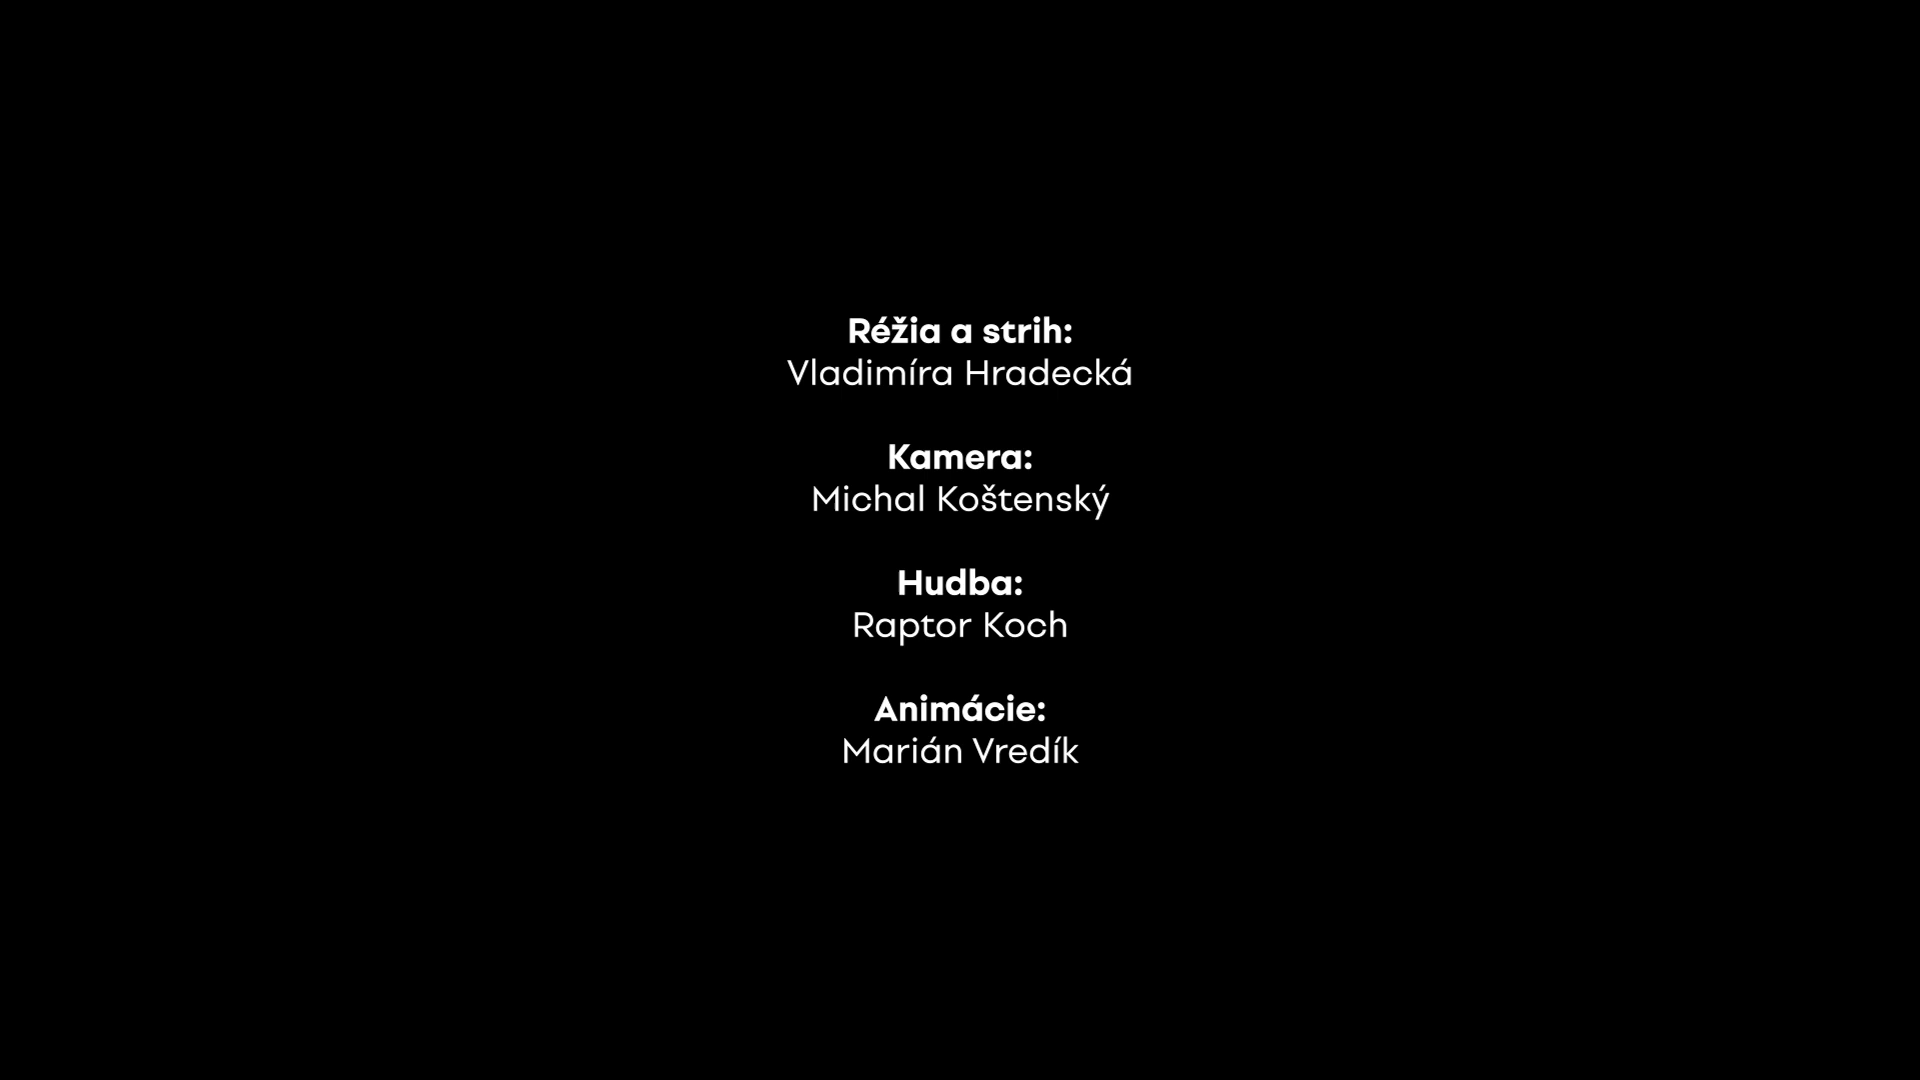 Réžia a strih:
Vladimíra Hradecká
Kamera:
Michal Koštenský
Hudba:
Raptor Koch
Animácie:
Marián Vredík